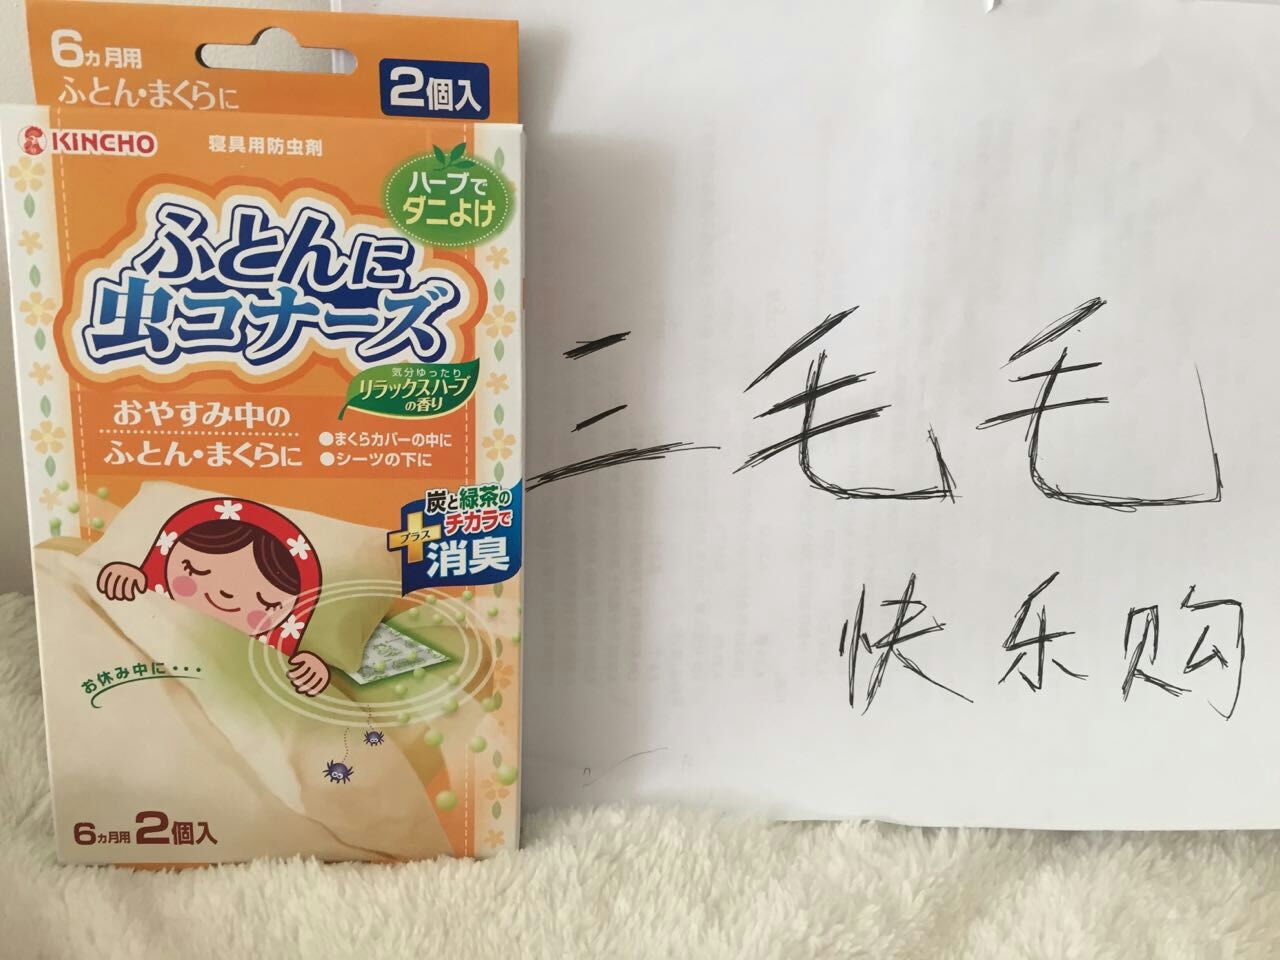 6ヵ月用
ふとん・まくらに
2個入
KINCHO
寝具用防虫剤
ハーブで
ダニよけ
ふとんに
虫コナーズ
気分ゆったり
リラックスハーブ
の香り
おやすみ中の
ふとん・まくらに
●まくらカバーの中に
●シーツの下に
炭と緑茶の
チカラで
プラス
消臭
お休み中に・・・
6ヵ月用2個入
三毛毛
快乐购